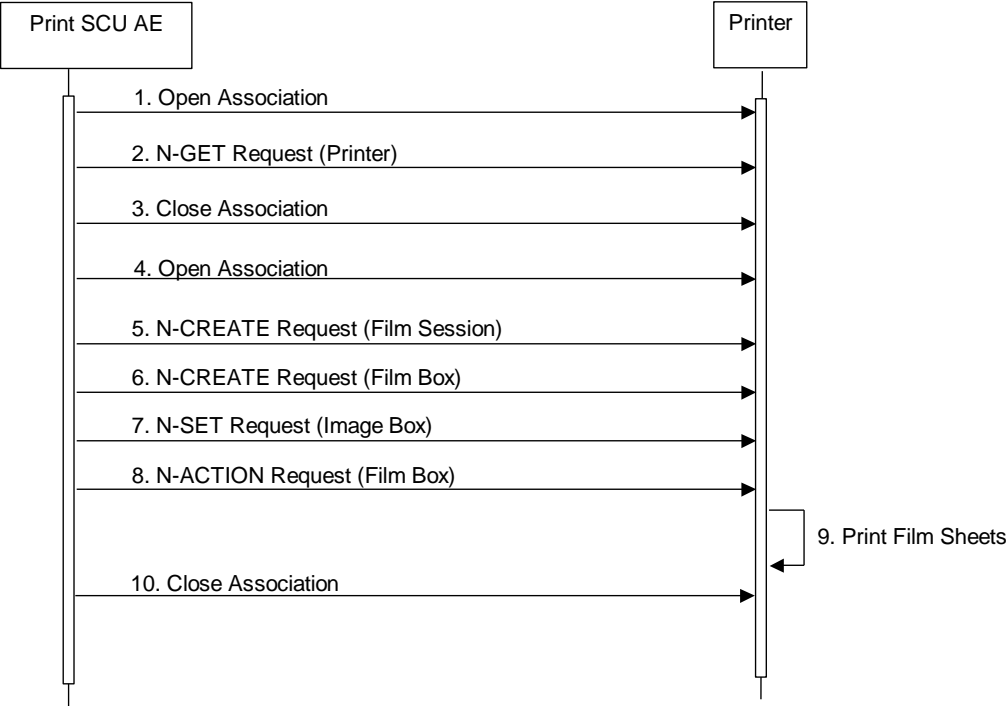 Print SCU AE
Printer
1. Open Association
2. N-GET Request (Printer)
3. Close Association
4. Open Association
5. N-CREATE Request (Film Session)
6. N-CREATE Request (Film Box)
7. N-SET Request (Image Box)
8. N-ACTION Request (Film Box)
9. Print Film Sheets
10. Close Association